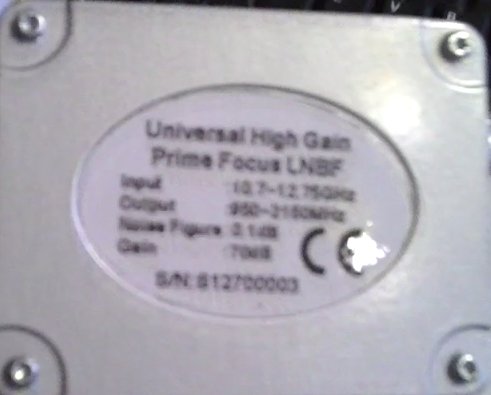 Universal High Gain
Prime Focus LNBF
Input : 10.7~12.75GHz
Output : 950~2150MHz
Noise Figure : 0.1dB
Gain : 70dB
CE
S/N: S12700003